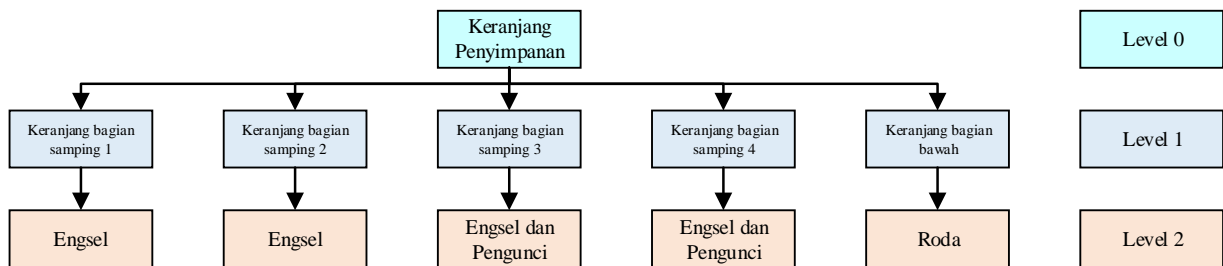 Keranjang
Penyimpanan
Level 0
Keranjang bagian
samping 1
Keranjang bagian
samping 2
Keranjang bagian
samping 3
Keranjang bagian
samping 4
Keranjang bagian
bawah
Level 1
Engsel
Engsel
Engsel dan
Pengunci
Engsel dan
Pengunci
Roda
Level 2